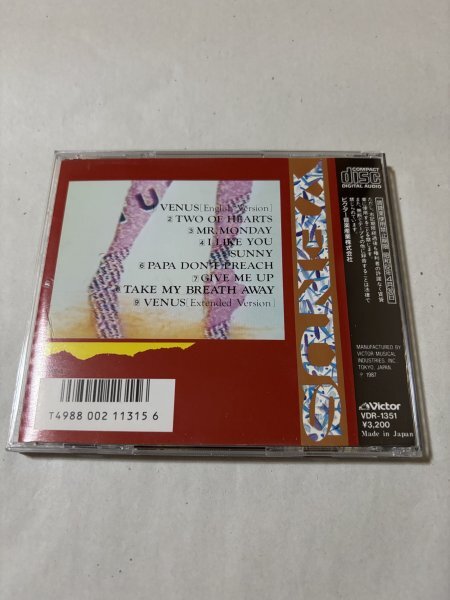 VENUS[English Version]
2 TWO OF HEARTS
3 MR. MONDAY
4 I LIKE YOU
SUNNY
6 PAPA DON'T PREACH
7 GIVE ME UP
8 TAKE MY BREATH AWAY
9 VENUS[Extended Version]
T4988 002 11315 6
VENUS
COMPACT
disc
DIGITAL AUDIO
ビクター音楽産業株式会社
MANUFACTURED BY
VICTOR MUSICAL
INDUSTRIES, INC.
TOKYO, JAPAN.
℗ 1987
Victor
VDR-1351
¥3,200
Made in Japan